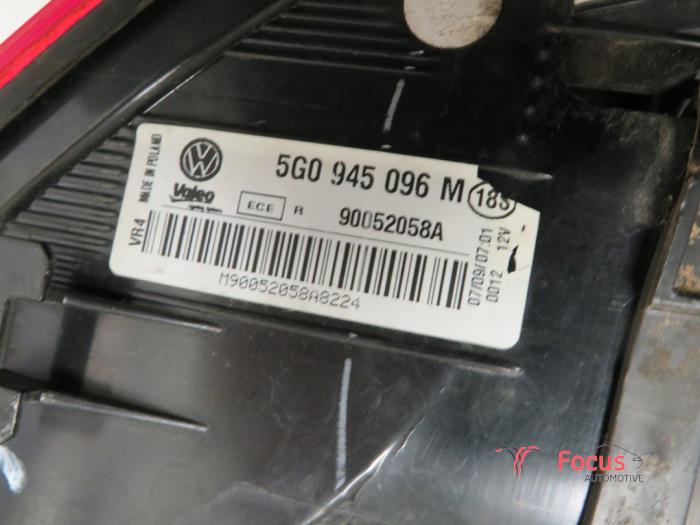 MADE IN POLAND
VR4
Valeo
5G0 945 096 M
183
ECE R 90052058A
M90052058A8224
07/09/07:01
0012 12V
Focus
AUTOMOTIVE